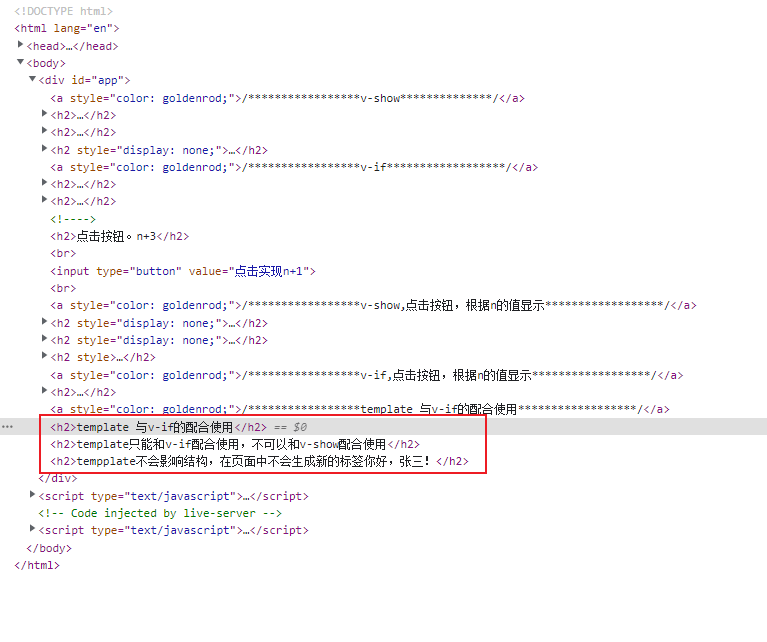 <!DOCTYPE html>
<html lang="en">
<head>…</head>
<body>
<div id="app">
<a style="color: goldenrod;">/*****************v-show**************/</a>
<h2>…</h2>
<h2>…</h2>
<h2 style="display: none;">…</h2>
<a style="color: goldenrod;">/*****************v-if******************/</a>
<h2>…</h2>
<h2>…</h2>
<!---->
<h2>点击按钮。n+3</h2>
<br>
<input type="button" value="点击实现n+1">
<br>
<a style="color: goldenrod;">/*****************v-show,点击按钮，根据n的值显示******************/</a>
<h2 style="display: none;">…</h2>
<h2 style="display: none;">…</h2>
<h2 style>…</h2>
<a style="color: goldenrod;">/*****************v-if,点击按钮，根据n的值显示******************/</a>
<h2>…</h2>
<a style="color: goldenrod;">/*****************template 与v-if的配合使用******************/</a>
… <h2>template 与v-if的配合使用</h2> == $0
<h2>template只能和v-if配合使用，不可以和v-show配合使用</h2>
<h2>tempplate不会影响结构，在页面中不会生成新的标签你好，张三！</h2>
</div>
<script type="text/javascript">…</script>
<!-- Code injected by live-server -->
<script type="text/javascript">…</script>
</body>
</html>